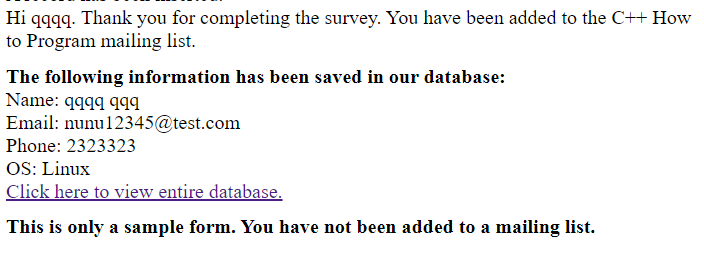 Hi qqqq. Thank you for completing the survey. You have been added to the C++ How
to Program mailing list.
The following information has been saved in our database:
Name: qqqq qqq
Email: nunu12345@test.com
Phone: 2323323
OS: Linux
Click here to view entire database.
This is only a sample form. You have not been added to a mailing list.